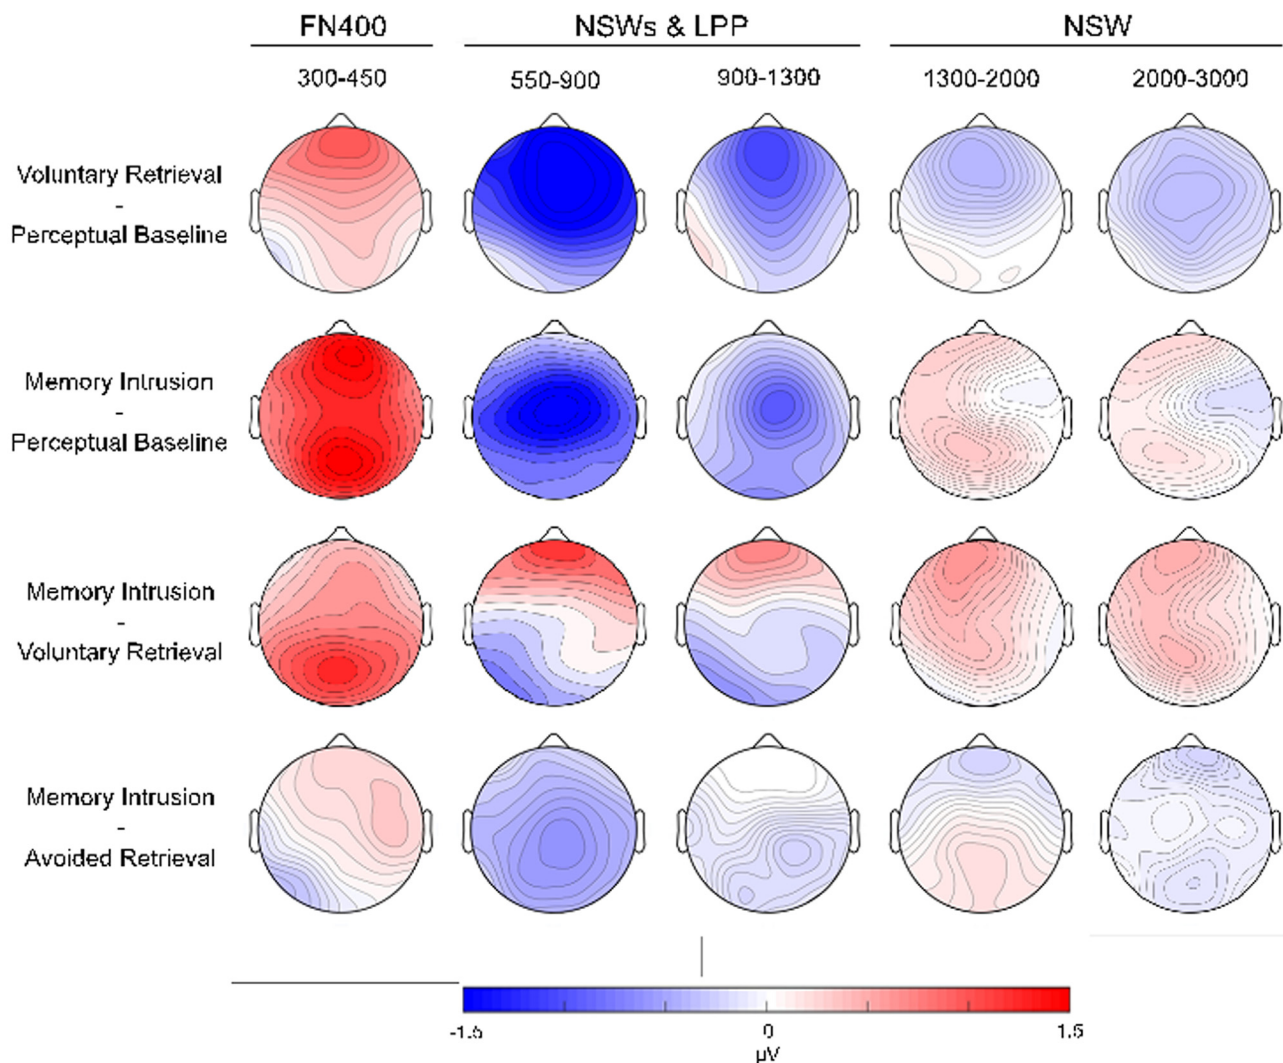 FN400
NSWs & LPP
NSW
300-450
550-900
900-1300
1300-2000
2000-3000
Voluntary Retrieval
-
Perceptual Baseline
Memory Intrusion
-
Perceptual Baseline
Memory Intrusion
-
Voluntary Retrieval
Memory Intrusion
-
Avoided Retrieval
-1.5
0
1.5
µV